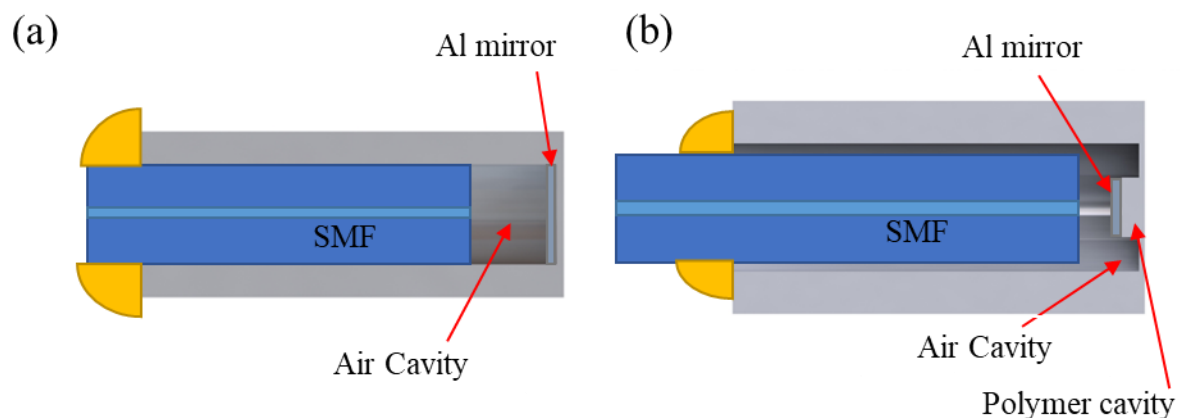 (a)
Al mirror
SMF
Air Cavity
(b)
Al mirror
SMF
Air Cavity
Polymer cavity